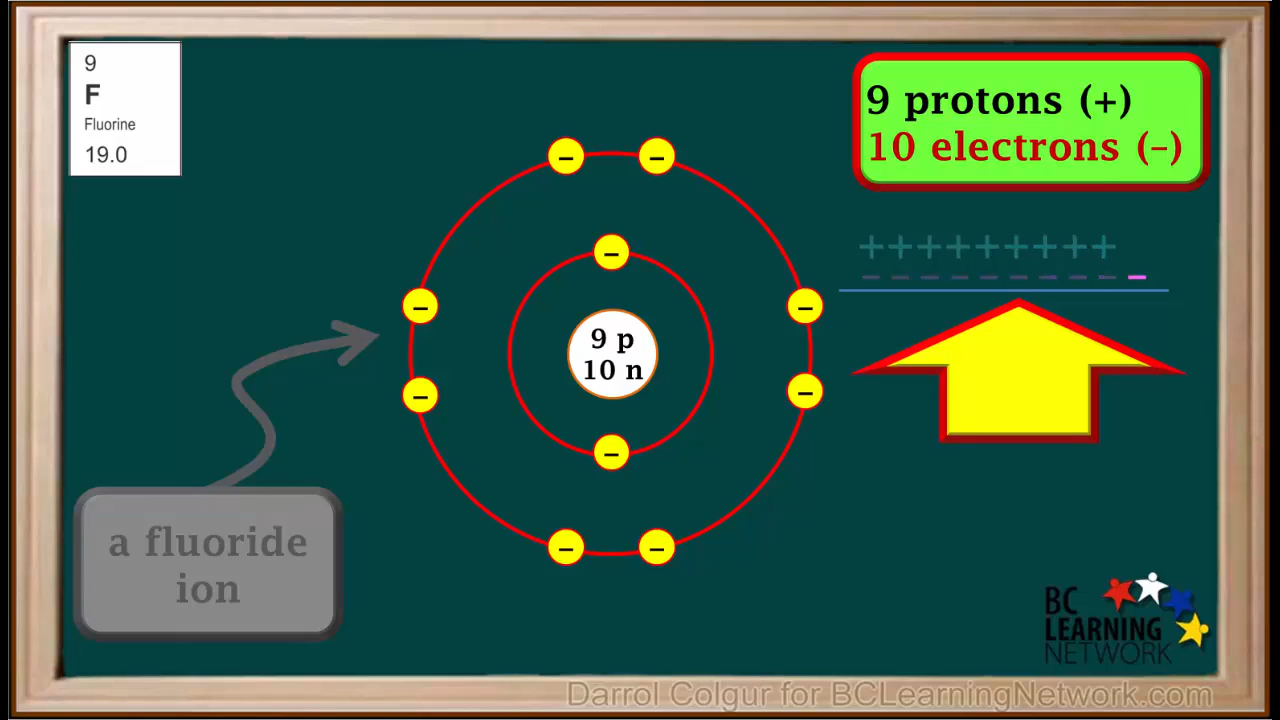 9
F
Fluorine
19.0
9 protons (+)
10 electrons (–)
+++++++++
– – – – – – – – – –
– –
–
– –
9 p
10 n
– –
–
– –
a fluoride
ion
BC
LEARNING
NETWORK
Darrol Colgur for BCLearningNetwork.com